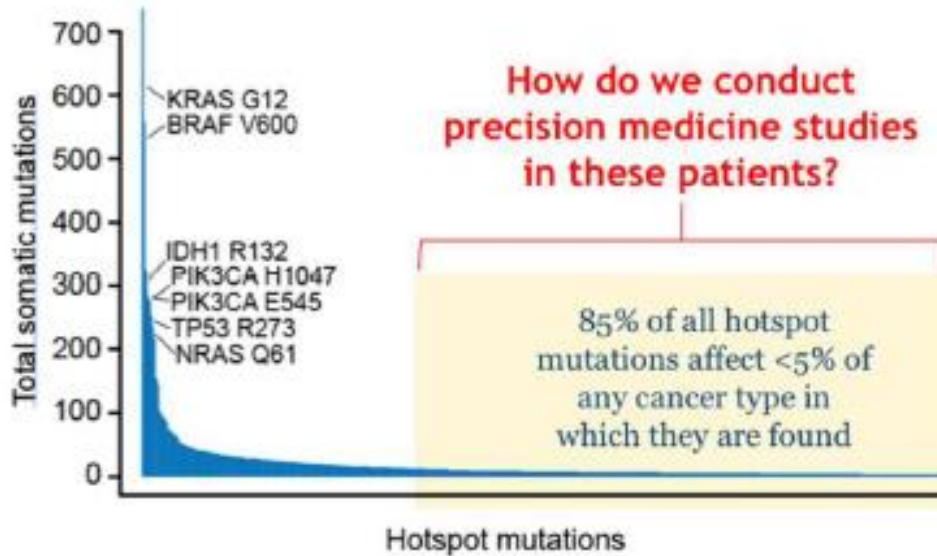 Total somatic mutations
700
600
500
400
300
200
100
0
KRAS G12
BRAF V600
IDH1 R132
PIK3CA H1047
PIK3CA E545
TP53 R273
NRAS Q61
How do we conduct
precision medicine studies
in these patients?
85% of all hotspot
mutations affect <5% of
any cancer type in
which they are found
Hotspot mutations